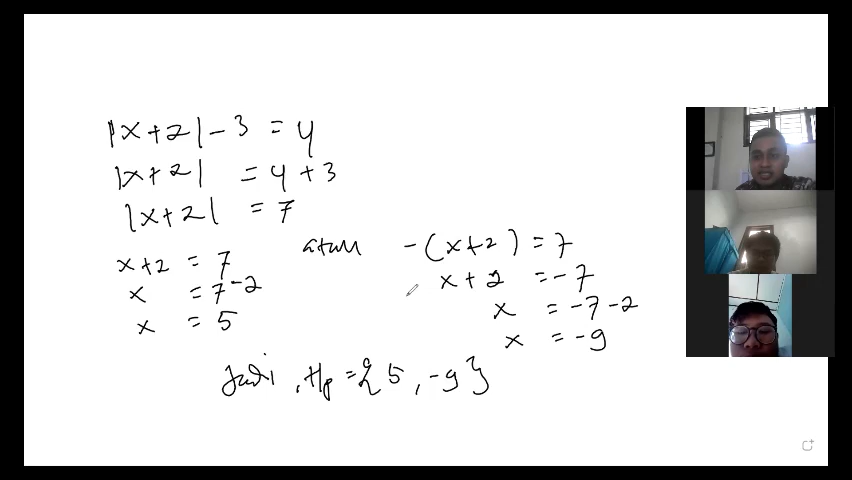 |x+2| - 3 = 4
|x+2| = 4 + 3
|x+2| = 7
x+2 = 7 atau -(x+2) = 7
x = 7-2 x + 2 = -7
x = 5 x = -7 - 2
x = -9
Jadi, Hp = {5, -9}